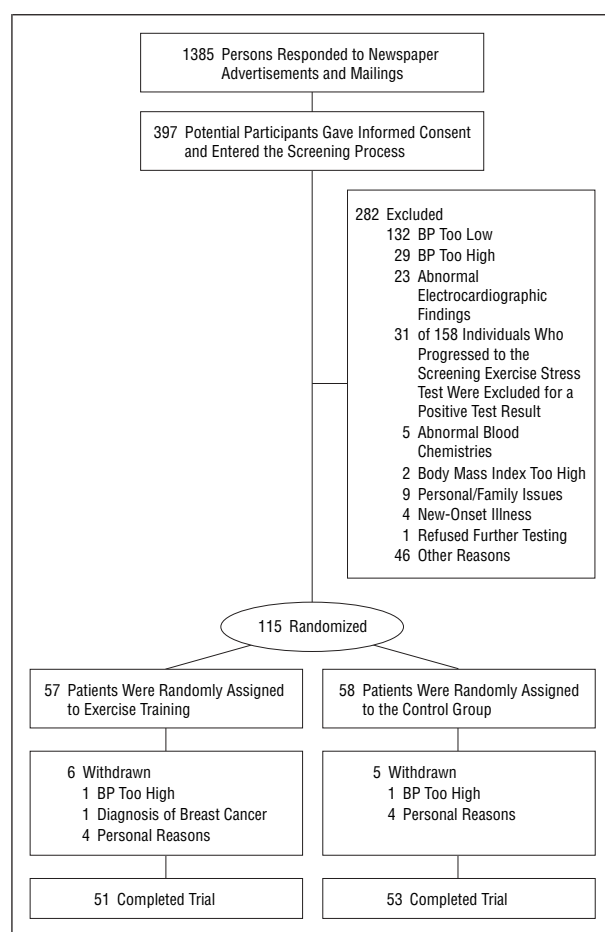 1385 Persons Responded to Newspaper
Advertisements and Mailings
397 Potential Participants Gave Informed Consent
and Entered the Screening Process
282 Excluded
132 BP Too Low
29 BP Too High
23 Abnormal
Electrocardiographic
Findings
31 of 158 Individuals Who
Progressed to the
Screening Exercise Stress
Test Were Excluded for a
Positive Test Result
5 Abnormal Blood
Chemistries
2 Body Mass Index Too High
9 Personal/Family Issues
4 New-Onset Illness
1 Refused Further Testing
46 Other Reasons
115 Randomized
57 Patients Were Randomly Assigned
to Exercise Training
58 Patients Were Randomly Assigned
to the Control Group
6 Withdrawn
1 BP Too High
1 Diagnosis of Breast Cancer
4 Personal Reasons
5 Withdrawn
1 BP Too High
4 Personal Reasons
51 Completed Trial
53 Completed Trial